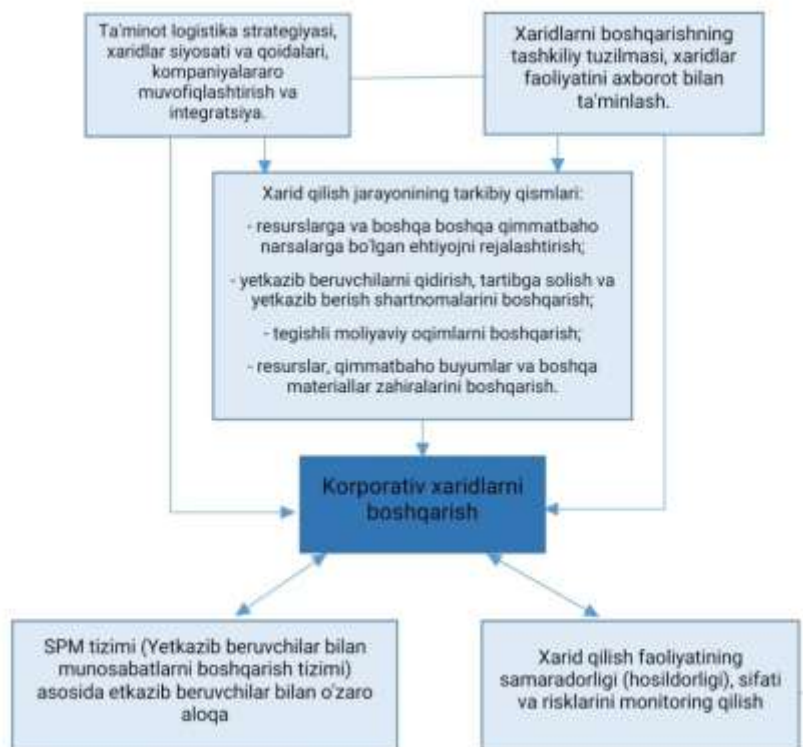 Ta'minot logistika strategiyasi,
xaridlar siyosati va qoidalari,
kompaniyalararo
muvofiqlashtirish va
integratsiya.
Xaridlarni boshqarishning
tashkiliy tuzilmasi, xaridlar
faoliyatini axborot bilan
ta'minlash.
Xarid qilish jarayonining tarkibiy qismlari:
- resurslarga va boshqa boshqa qimmatbaho
narsalarga bo'lgan ehtiyojni rejalashtirish;
- yetkazib beruvchilarni qidirish, tartibga solish va
yetkazib berish shartnomalarini boshqarish;
- tegishli moliyaviy oqimlarni boshqarish;
- resurslar, qimmatbaho buyumlar va boshqa
materiallar zahiralarini boshqarish.
Korporativ xaridlarni
boshqarish
SPM tizimi (Yetkazib beruvchilar bilan
munosabatlarni boshqarish tizimi)
asosida etkazib beruvchilar bilan o'zaro
aloqa
Xarid qilish faoliyatining
samaradorligi (hosildorligi), sifati
va risklarini monitoring qilish